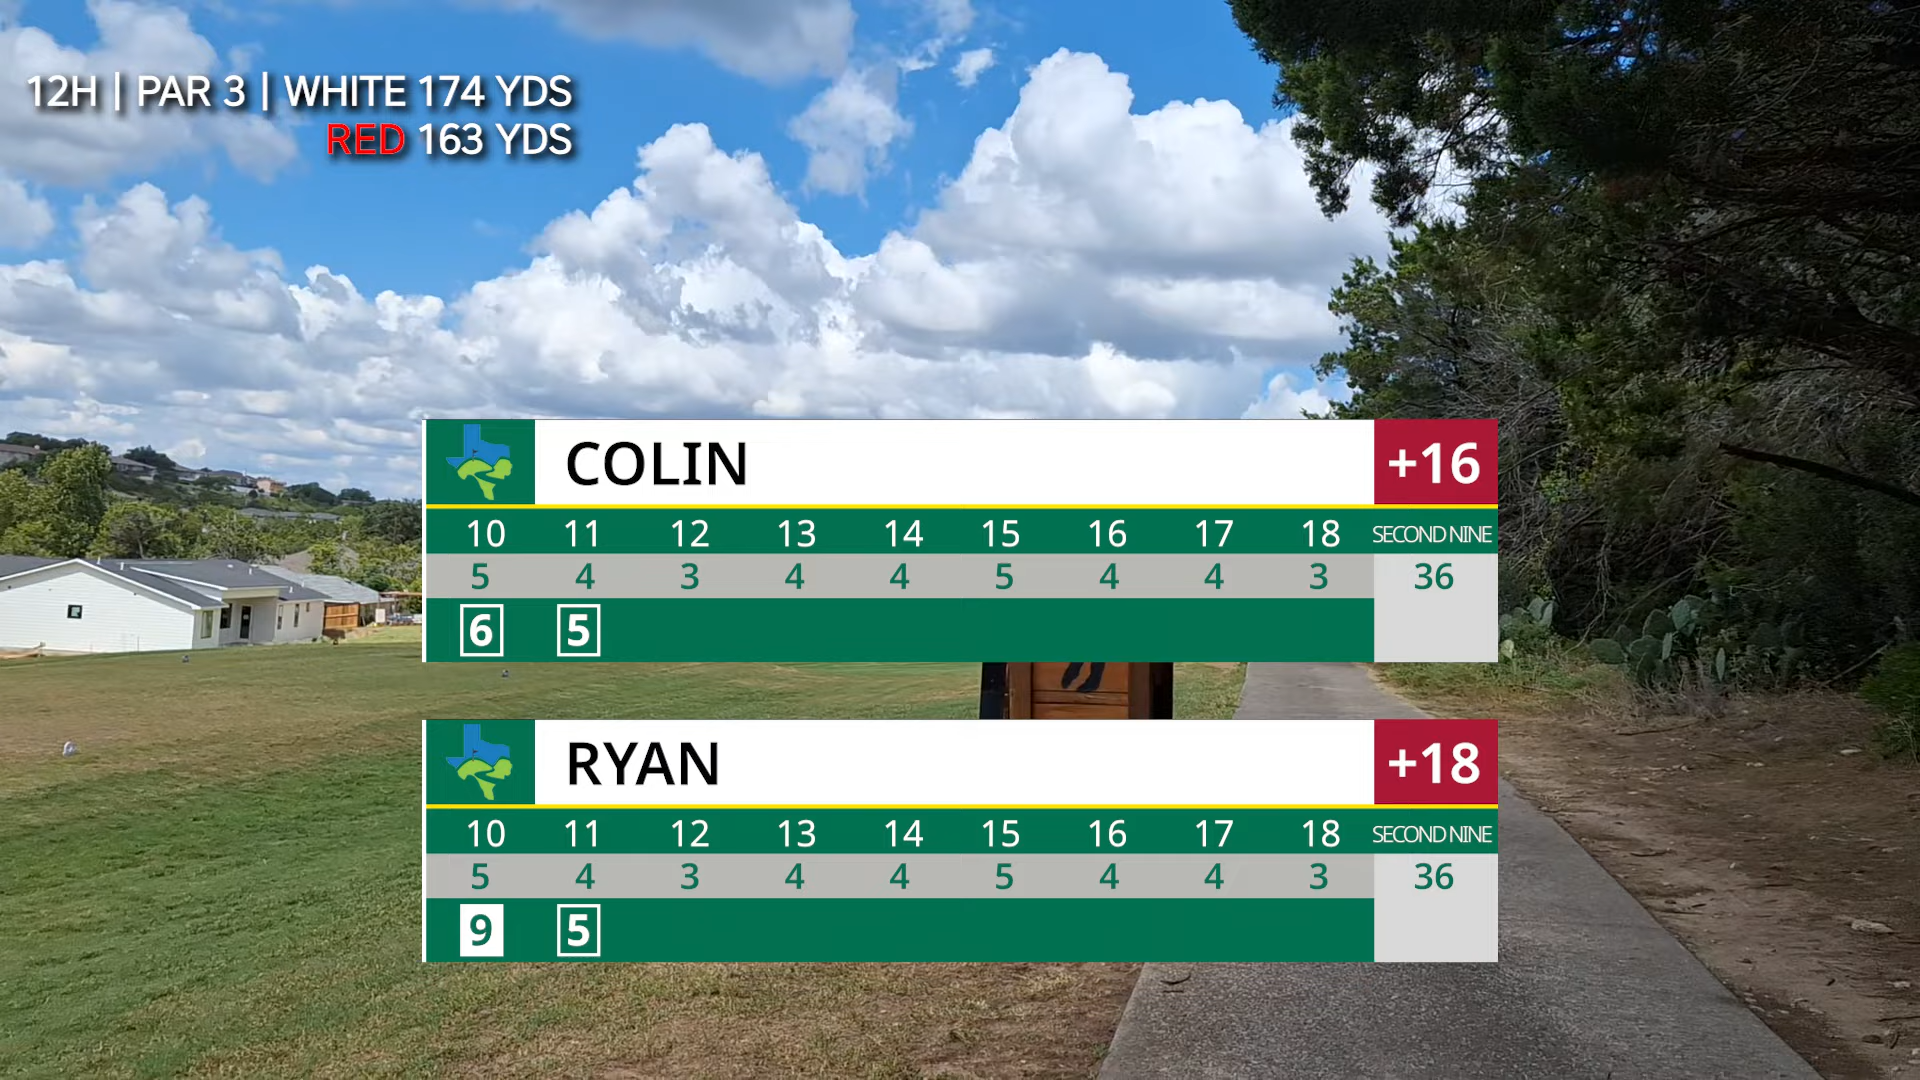 12H | PAR 3 | WHITE 174 YDS
RED 163 YDS
COLIN +16
10 11 12 13 14 15 16 17 18 SECOND NINE
5 4 3 4 4 5 4 4 3 36
6 5
RYAN +18
10 11 12 13 14 15 16 17 18 SECOND NINE
5 4 3 4 4 5 4 4 3 36
9 5